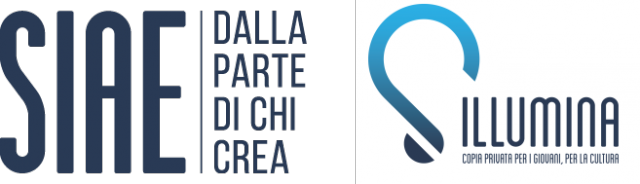 SIAE
DALLA
PARTE
DI CHI
CREA
ILLUMINA
COPIA PRIVATA PER I GIOVANI, PER LA CULTURA